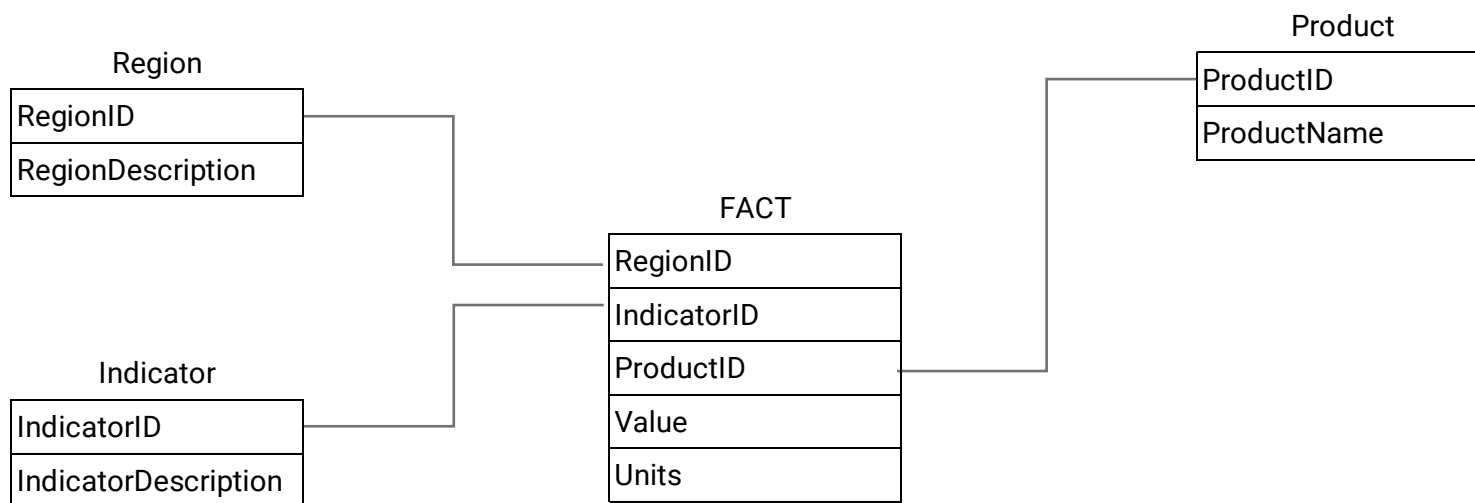 Product
ProductID
ProductName
Region
RegionID
RegionDescription
FACT
RegionID
IndicatorID
ProductID
Value
Units
Indicator
IndicatorID
IndicatorDescription